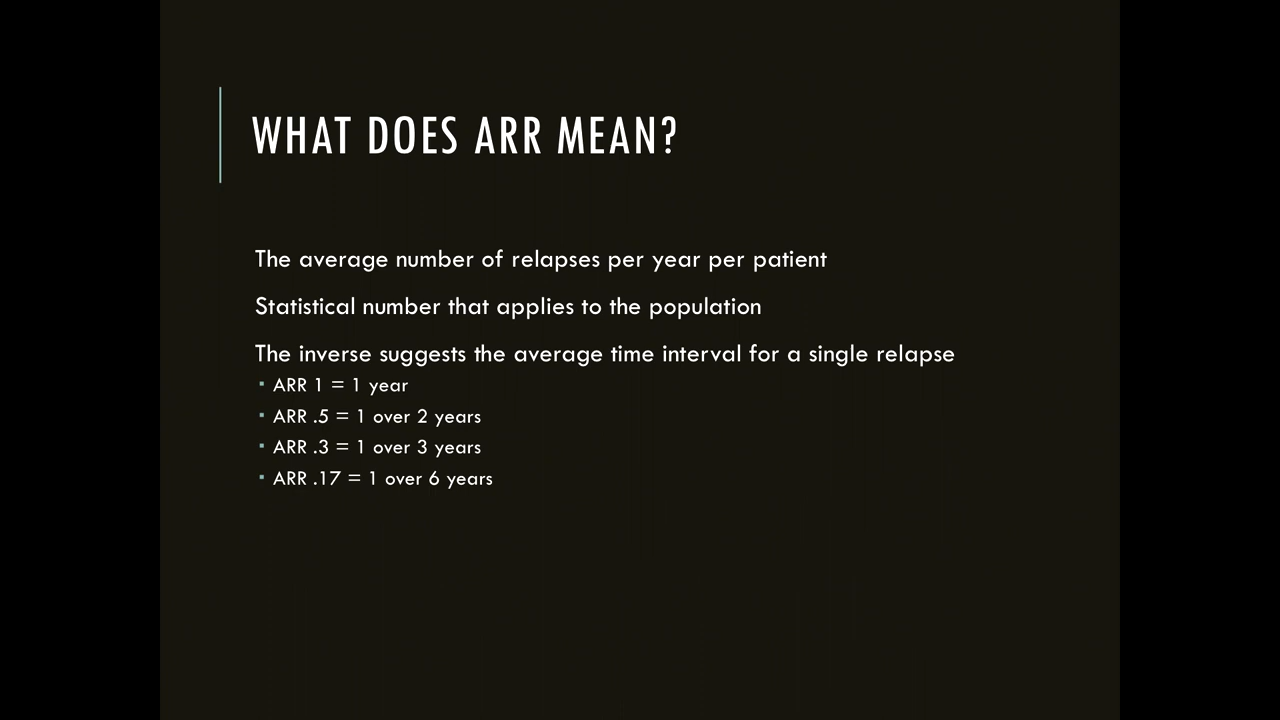 WHAT DOES ARR MEAN?
The average number of relapses per year per patient
Statistical number that applies to the population
The inverse suggests the average time interval for a single relapse
▪ ARR 1 = 1 year
▪ ARR .5 = 1 over 2 years
▪ ARR .3 = 1 over 3 years
▪ ARR .17 = 1 over 6 years